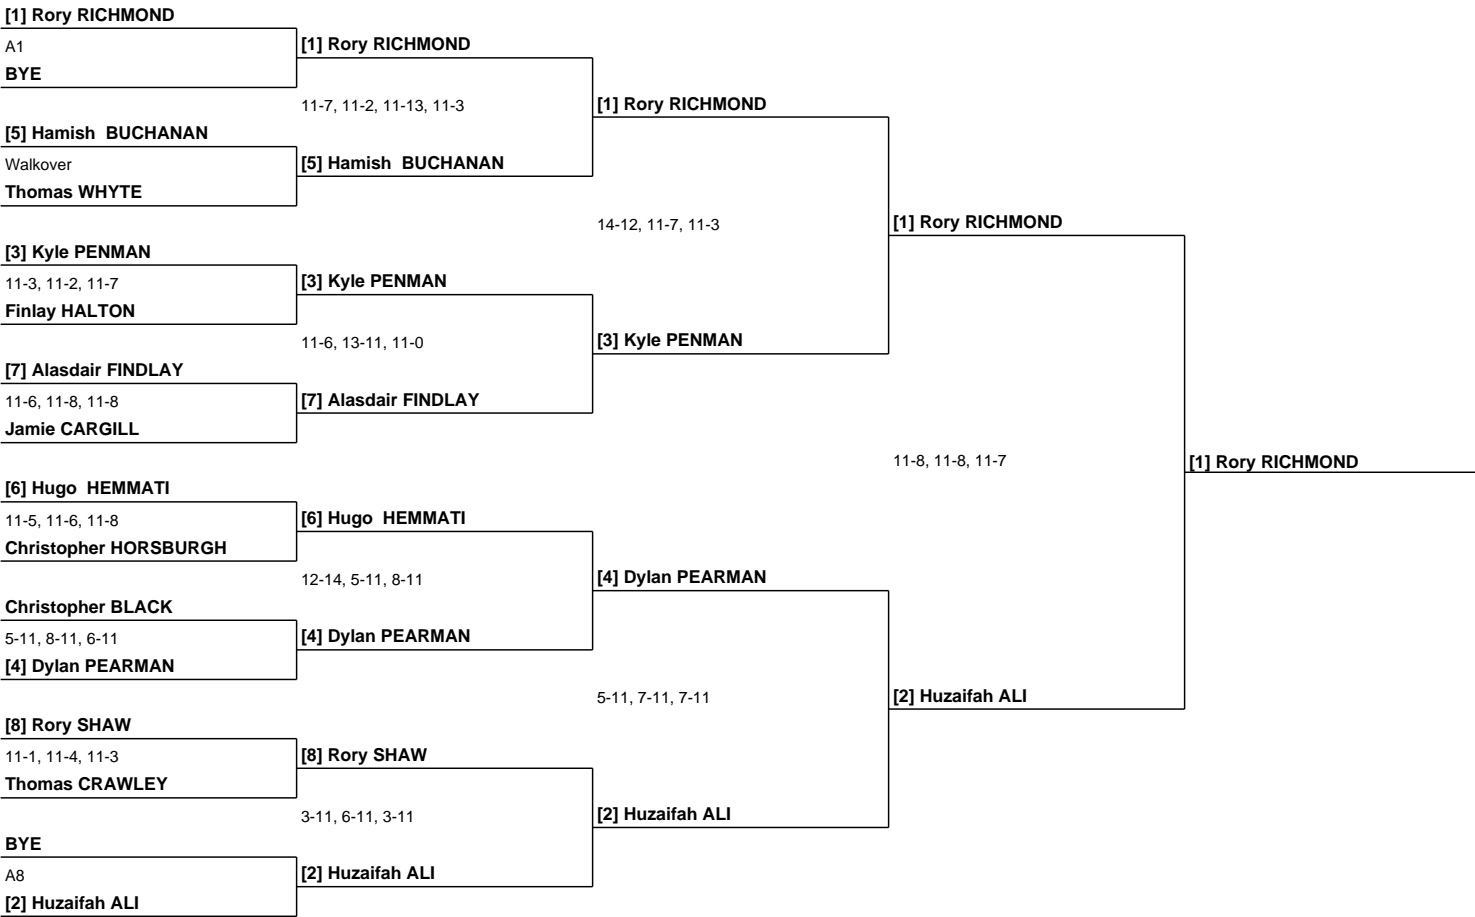 [1] Rory RICHMOND
A1
BYE
[1] Rory RICHMOND
11-7, 11-2, 11-13, 11-3
[5] Hamish  BUCHANAN
Walkover
Thomas WHYTE
[5] Hamish  BUCHANAN
[1] Rory RICHMOND
14-12, 11-7, 11-3
[3] Kyle PENMAN
11-3, 11-2, 11-7
Finlay HALTON
[3] Kyle PENMAN
11-6, 13-11, 11-0
[7] Alasdair FINDLAY
11-6, 11-8, 11-8
Jamie CARGILL
[7] Alasdair FINDLAY
[3] Kyle PENMAN
[1] Rory RICHMOND
11-8, 11-8, 11-7
[1] Rory RICHMOND
[6] Hugo  HEMMATI
11-5, 11-6, 11-8
Christopher HORSBURGH
[6] Hugo  HEMMATI
12-14, 5-11, 8-11
Christopher BLACK
5-11, 8-11, 6-11
[4] Dylan PEARMAN
[4] Dylan PEARMAN
[4] Dylan PEARMAN
5-11, 7-11, 7-11
[2] Huzaifah ALI
[8] Rory SHAW
11-1, 11-4, 11-3
Thomas CRAWLEY
[8] Rory SHAW
3-11, 6-11, 3-11
[2] Huzaifah ALI
BYE
A8
[2] Huzaifah ALI
[2] Huzaifah ALI